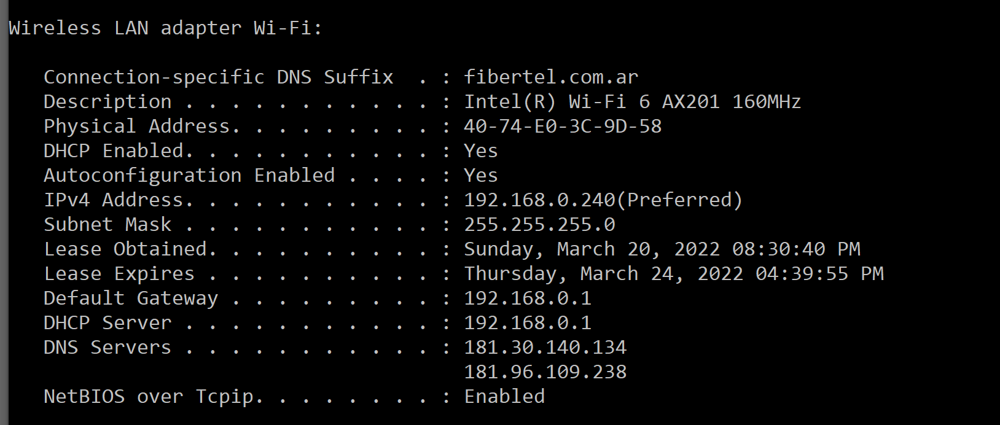 Wireless LAN adapter Wi-Fi:
Connection-specific DNS Suffix  . : fibertel.com.ar
Description . . . . . . . . . . . : Intel(R) Wi-Fi 6 AX201 160MHz
Physical Address. . . . . . . . . : 40-74-E0-3C-9D-58
DHCP Enabled. . . . . . . . . . . : Yes
Autoconfiguration Enabled . . . . : Yes
IPv4 Address. . . . . . . . . . . : 192.168.0.240(Preferred)
Subnet Mask . . . . . . . . . . . : 255.255.255.0
Lease Obtained. . . . . . . . . . : Sunday, March 20, 2022 08:30:40 PM
Lease Expires . . . . . . . . . . : Thursday, March 24, 2022 04:39:55 PM
Default Gateway . . . . . . . . . : 192.168.0.1
DHCP Server . . . . . . . . . . . : 192.168.0.1
DNS Servers . . . . . . . . . . . : 181.30.140.134
181.96.109.238
NetBIOS over Tcpip. . . . . . . . : Enabled